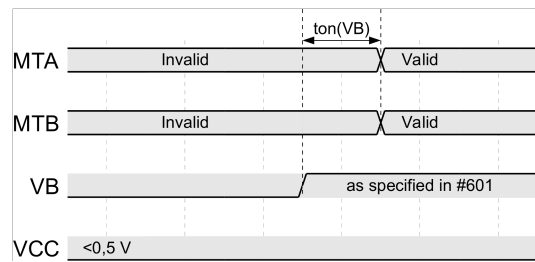 ton(VB)
MTA Invalid Valid
MTB Invalid Valid
VB as specified in #601
VCC <0,5 V